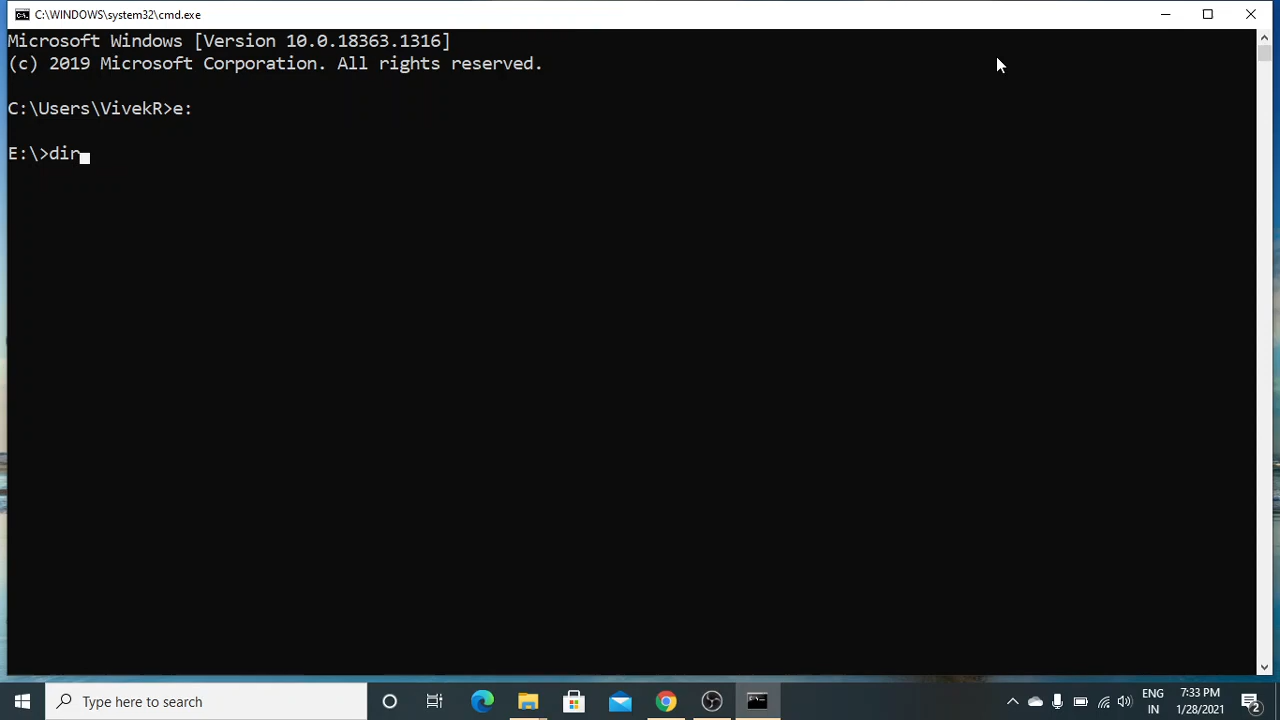 C:\WINDOWS\system32\cmd.exe
Microsoft Windows [Version 10.0.18363.1316]
(c) 2019 Microsoft Corporation. All rights reserved.
C:\Users\VivekR>e:
E:\>dir
Type here to search
ENG
IN
7:33 PM
1/28/2021
2